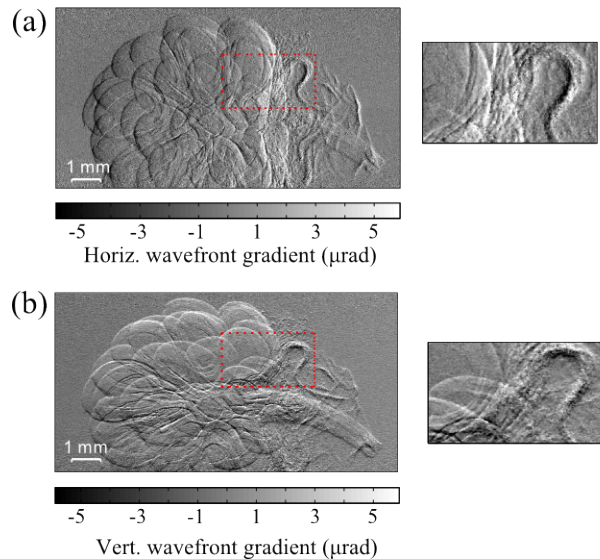 (a)
1 mm
-5 -3 -1 1 3 5
Horiz. wavefront gradient (μrad)
(b)
1 mm
-5 -3 -1 1 3 5
Vert. wavefront gradient (μrad)